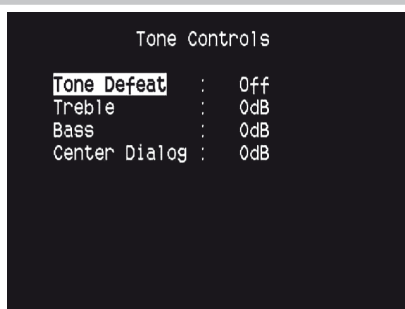 Tone Controls
Tone Defeat : Off
Treble : 0dB
Bass : 0dB
Center Dialog : 0dB